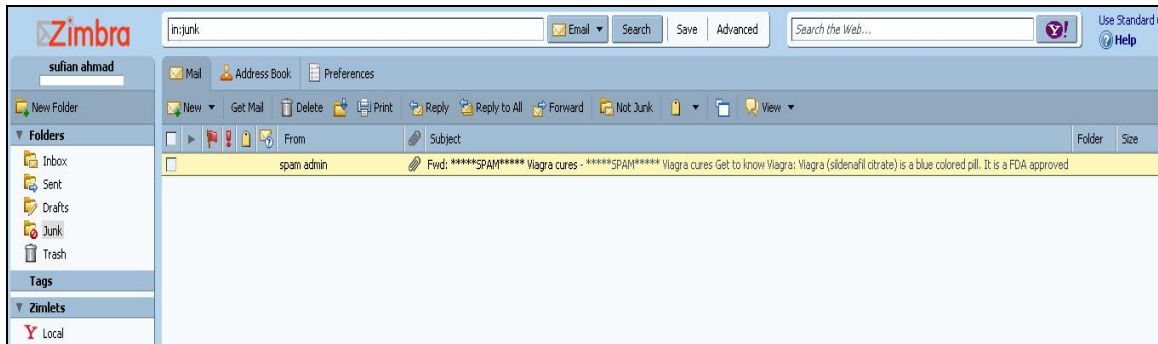 Zimbra
in:junk
Email
Search
Save
Advanced
Search the Web...
Y!
Use Standard
Help
sufian ahmad
Mail
Address Book
Preferences
New Folder
New
Get Mail
Delete
Print
Reply
Reply to All
Forward
Not Junk
View
Folders
From
Subject
Folder
Size
Inbox
spam admin
Fwd: *****SPAM***** Viagra cures - *****SPAM***** Viagra cures Get to know Viagra: Viagra (sildenafil citrate) is a blue colored pill. It is a FDA approved
Sent
Drafts
Junk
Trash
Tags
Zimlets
Y Local